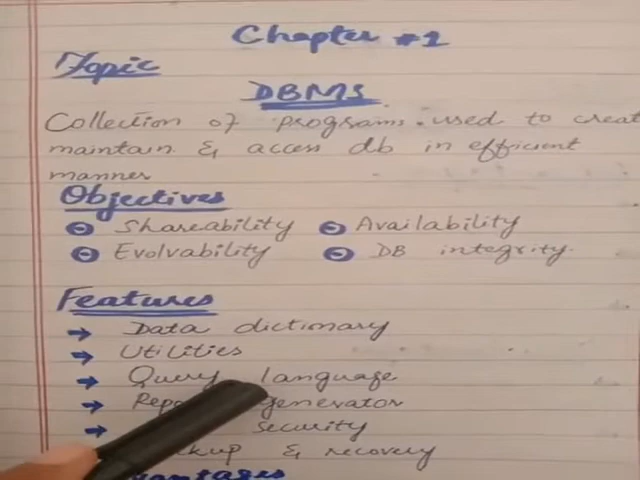 Chapter #1
Topic
DBMS
Collection of programs used to creat
maintain & access db in efficient
manner
Objectives
Shareability Availability
Evolvability DB integrity.
Features
→ Data dictionary
→ Utilities
→ Query language
→ generator
→ security
& recovery